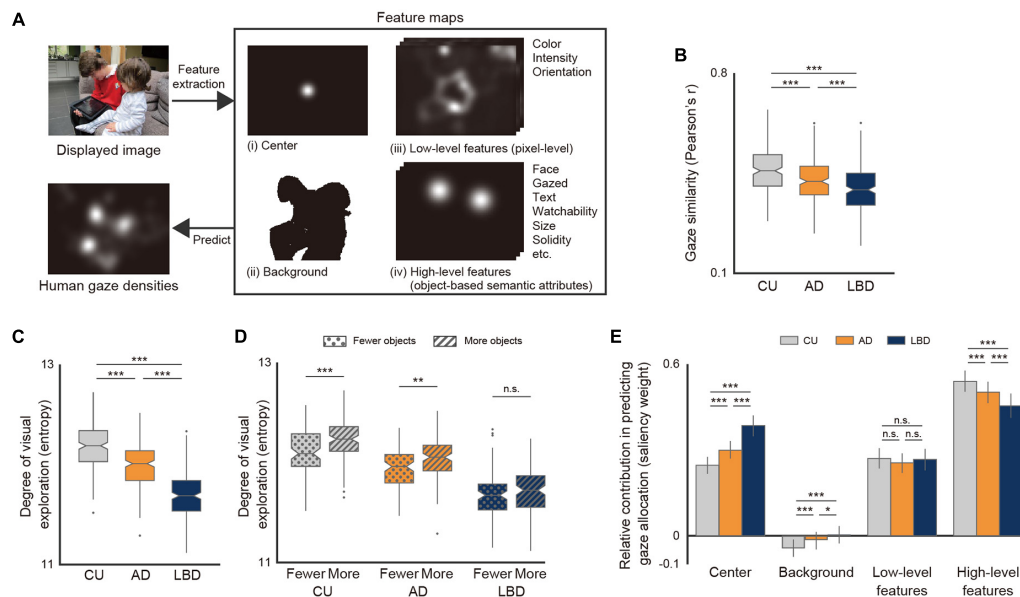 A
Feature maps
Displayed image
Feature
extraction
(i) Center
Color
Intensity
Orientation
(iii) Low-level features (pixel-level)
Human gaze densities
Predict
(ii) Background
Face
Gazed
Text
Watchability
Size
Solidity
etc.
(iv) High-level features
(object-based semantic attributes)
B
Gaze similarity (Pearson's r)
0.8
0.1
***
*** ***
CU AD LBD
C
Degree of visual
exploration (entropy)
13
11
***
*** ***
CU AD LBD
D
Fewer objects More objects
Degree of visual
exploration (entropy)
13
11
*** ** n.s.
Fewer More Fewer More Fewer More
CU AD LBD
E
CU AD LBD
Relative contribution in predicting
gaze allocation (saliency weight)
0.6
0
-0.1
***
*** ***
***
*** *
n.s.
n.s. n.s.
***
*** ***
Center Background Low-level High-level
features features